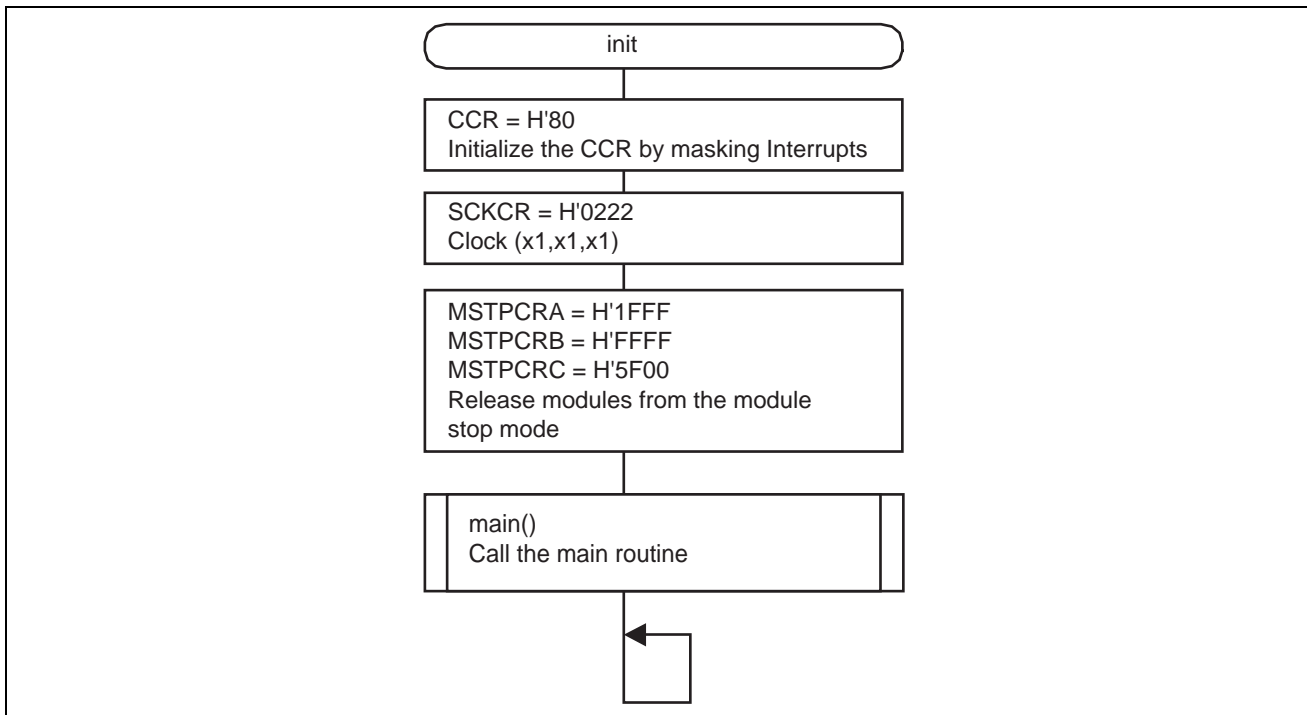 init
CCR = H'80
Initialize the CCR by masking Interrupts
SCKCR = H'0222
Clock (x1,x1,x1)
MSTPCRA = H'1FFF
MSTPCRB = H'FFFF
MSTPCRC = H'5F00
Release modules from the module
stop mode
main()
Call the main routine